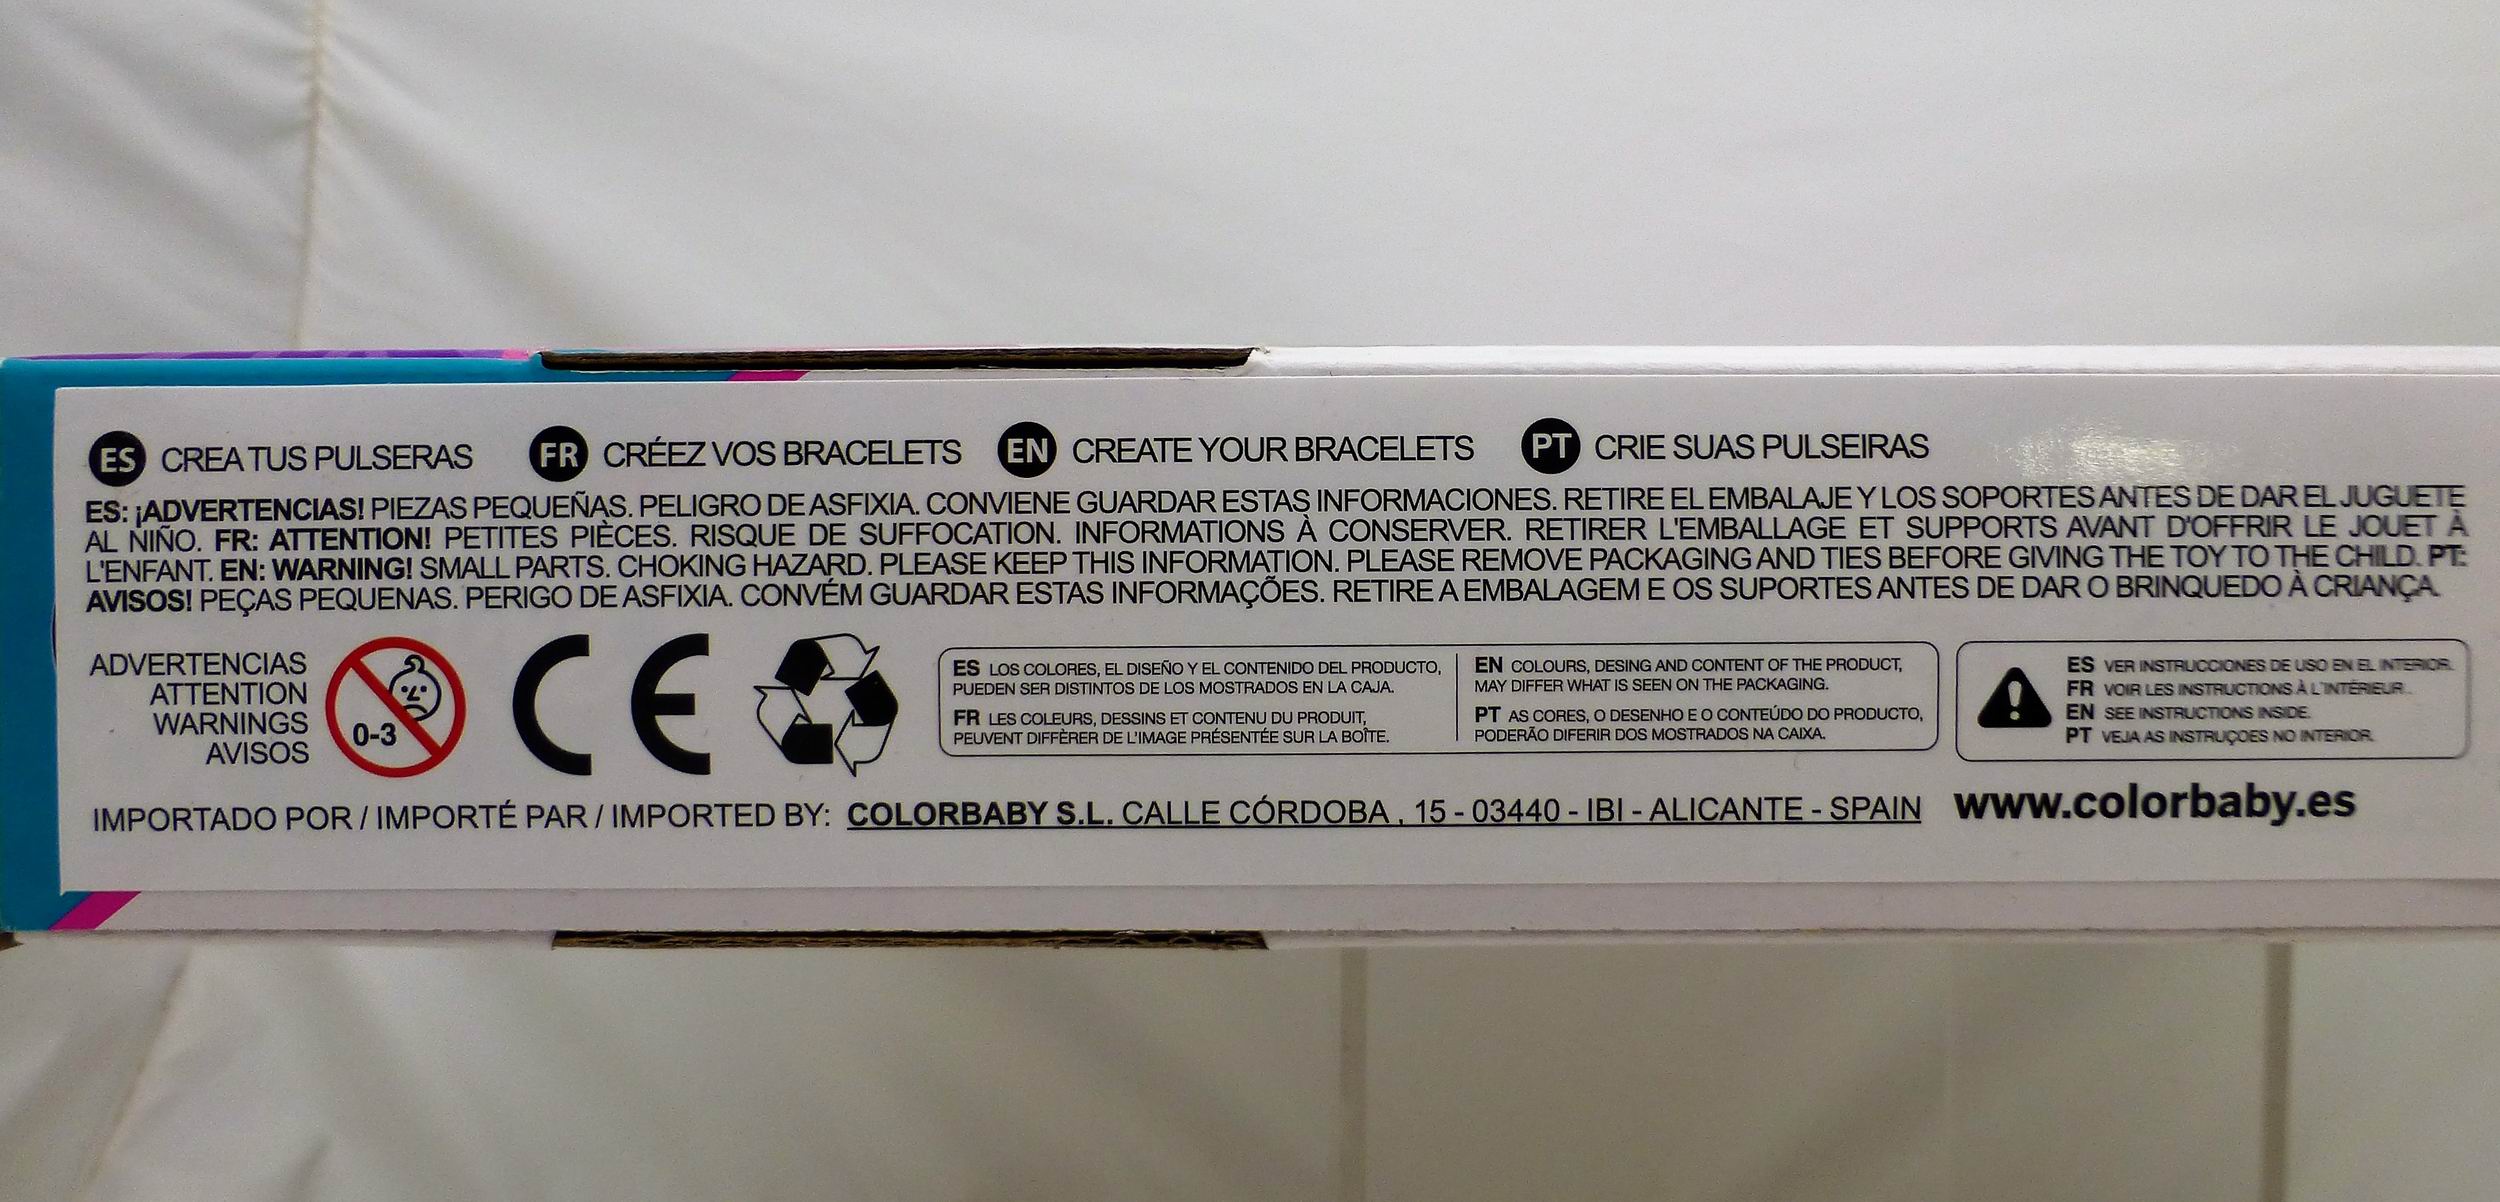 ES CREA TUS PULSERAS FR CRÉEZ VOS BRACELETS EN CREATE YOUR BRACELETS PT CRIE SUAS PULSEIRAS
ES: ¡ADVERTENCIAS! PIEZAS PEQUEÑAS. PELIGRO DE ASFIXIA. CONVIENE GUARDAR ESTAS INFORMACIONES. RETIRE EL EMBALAJE Y LOS SOPORTES ANTES DE DAR EL JUGUETE
AL NIÑO. FR: ATTENTION! PETITES PIÈCES. RISQUE DE SUFFOCATION. INFORMATIONS À CONSERVER. RETIRER L'EMBALLAGE ET SUPPORTS AVANT D'OFFRIR LE JOUET À
L'ENFANT. EN: WARNING! SMALL PARTS. CHOKING HAZARD. PLEASE KEEP THIS INFORMATION. PLEASE REMOVE PACKAGING AND TIES BEFORE GIVING THE TOY TO THE CHILD. PT:
AVISOS! PEÇAS PEQUENAS. PERIGO DE ASFIXIA. CONVÉM GUARDAR ESTAS INFORMAÇÕES. RETIRE A EMBALAGEM E OS SUPORTES ANTES DE DAR O BRINQUEDO À CRIANÇA.
ADVERTENCIAS
ATTENTION
WARNINGS
AVISOS
0-3
CE
ES LOS COLORES, EL DISEÑO Y EL CONTENIDO DEL PRODUCTO,
PUEDEN SER DISTINTOS DE LOS MOSTRADOS EN LA CAJA.
FR LES COLEURS, DESSINS ET CONTENU DU PRODUIT,
PEUVENT DIFFÈRER DE L'IMAGE PRÉSENTÉE SUR LA BOÎTE.
EN COLOURS, DESING AND CONTENT OF THE PRODUCT,
MAY DIFFER WHAT IS SEEN ON THE PACKAGING.
PT AS CORES, O DESENHO E O CONTEÚDO DO PRODUCTO,
PODERÃO DIFERIR DOS MOSTRADOS NA CAIXA.
ES VER INSTRUCCIONES DE USO EN EL INTERIOR.
FR VOIR LES INSTRUCTIONS À L'INTÉRIEUR.
EN SEE INSTRUCTIONS INSIDE.
PT VEJA AS INSTRUÇOES NO INTERIOR.
IMPORTADO POR / IMPORTÉ PAR / IMPORTED BY: COLORBABY S.L. CALLE CÓRDOBA , 15 - 03440 - IBI - ALICANTE - SPAIN www.colorbaby.es